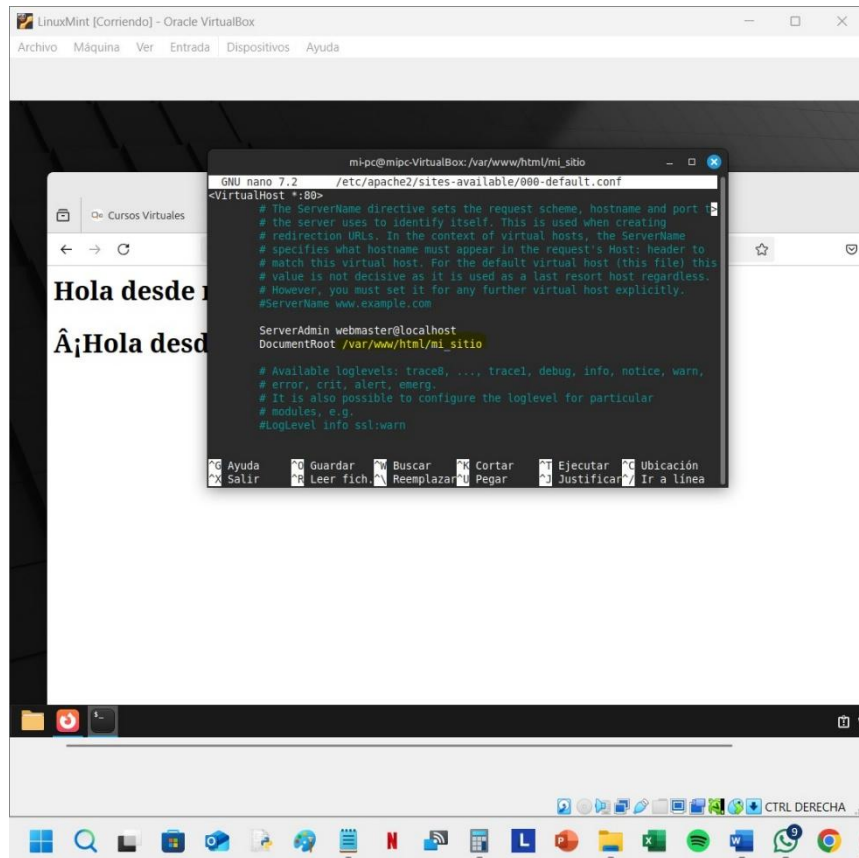 LinuxMint [Corriendo] - Oracle VirtualBox
Archivo Máquina Ver Entrada Dispositivos Ayuda
mi-pc@mipc-VirtualBox: /var/www/html/mi_sitio
GNU nano 7.2 /etc/apache2/sites-available/000-default.conf
<VirtualHost *:80>
# The ServerName directive sets the request scheme, hostname and port t>
# the server uses to identify itself. This is used when creating
# redirection URLs. In the context of virtual hosts, the ServerName
# specifies what hostname must appear in the request's Host: header to
# match this virtual host. For the default virtual host (this file) this
# value is not decisive as it is used as a last resort host regardless.
# However, you must set it for any further virtual host explicitly.
#ServerName www.example.com
ServerAdmin webmaster@localhost
DocumentRoot /var/www/html/mi_sitio
# Available loglevels: trace8, ..., trace1, debug, info, notice, warn,
# error, crit, alert, emerg.
# It is also possible to configure the loglevel for particular
# modules, e.g.
#LogLevel info ssl:warn
^G Ayuda ^O Guardar ^W Buscar ^K Cortar ^T Ejecutar ^C Ubicación
^X Salir ^R Leer fich. ^\ Reemplazar ^U Pegar ^J Justificar ^/ Ir a línea
Cursos Virtuales
Hola desde
Â¡Hola desd
CTRL DERECHA
9